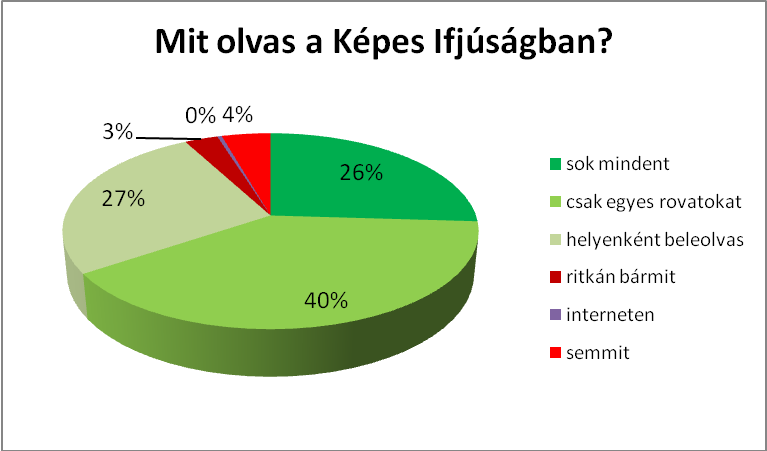 Mit olvas a Képes Ifjúságban?
0% 4%
3%
26%
27%
40%
sok mindent
csak egyes rovatokat
helyenként beleolvas
ritkán bármit
interneten
semmit